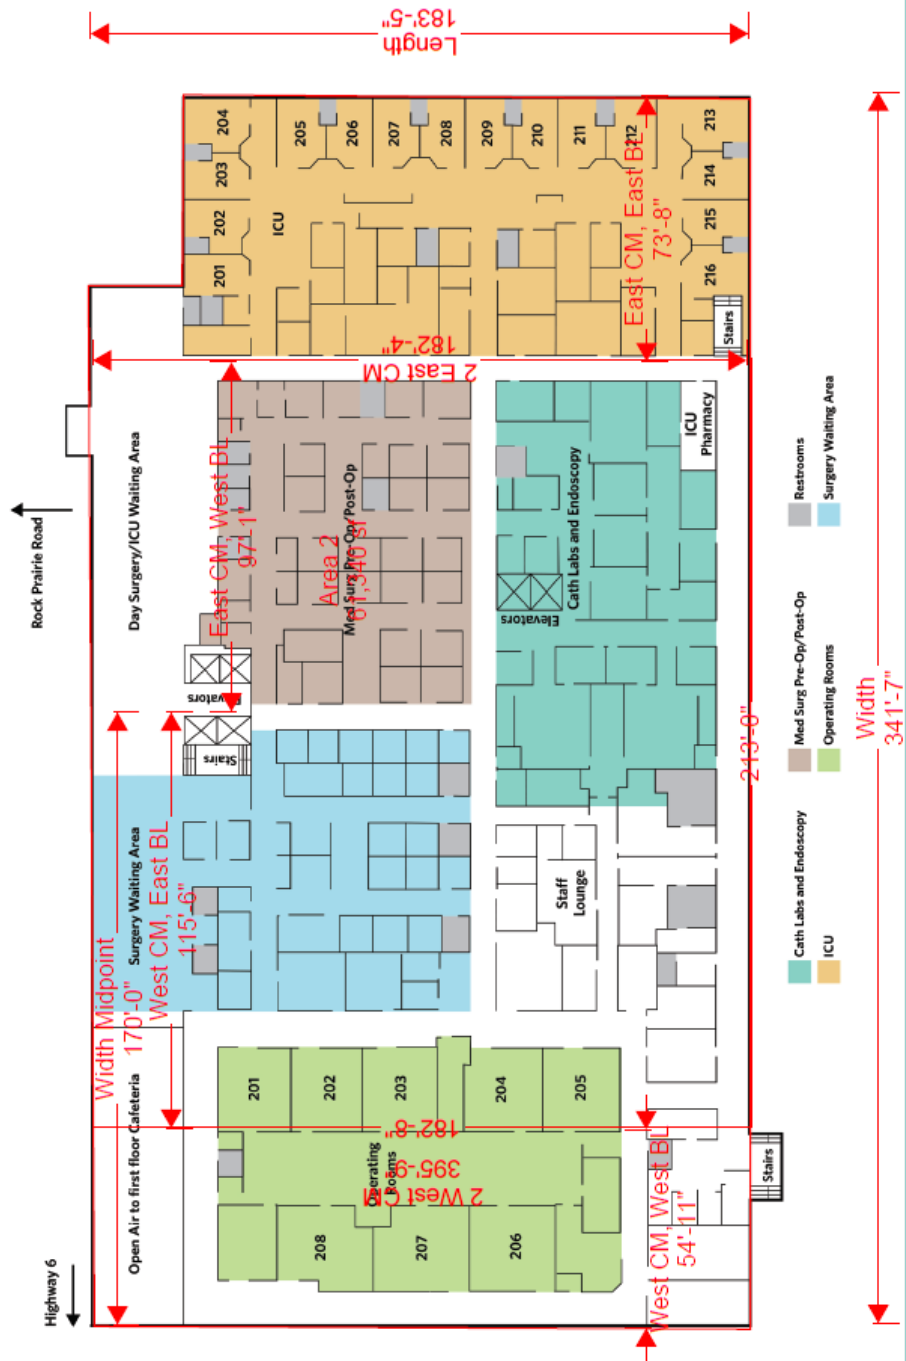 Length
183'-5"
204
203
202
201
205
206
207
208
209
210
211
212
213
214
215
216
ICU
Stairs
East CM, East BL
73'-8"
182'-4"
2 East CM
Rock Prairie Road
Day Surgery/ICU Waiting Area
East CM, West BL
97'-1"
Area 2
61,340 sf
Med Surg Pre-Op/Post-Op
Cath Labs and Endoscopy
Elevators
ICU
Pharmacy
Elevators
Stairs
213'-0"
Surgery Waiting Area
West CM, East BL
115'-6"
Width Midpoint
170'-0"
Staff
Lounge
Open Air to first floor Cafeteria
Highway 6
201
202
203
204
205
182'-8"
395'-9"
2 West CM
Operating
Rooms
208
207
206
West CM, West BL
54'-11"
Stairs
Width
341'-7"
Restrooms
Surgery Waiting Area
Med Surg Pre-Op/Post-Op
Operating Rooms
Cath Labs and Endoscopy
ICU